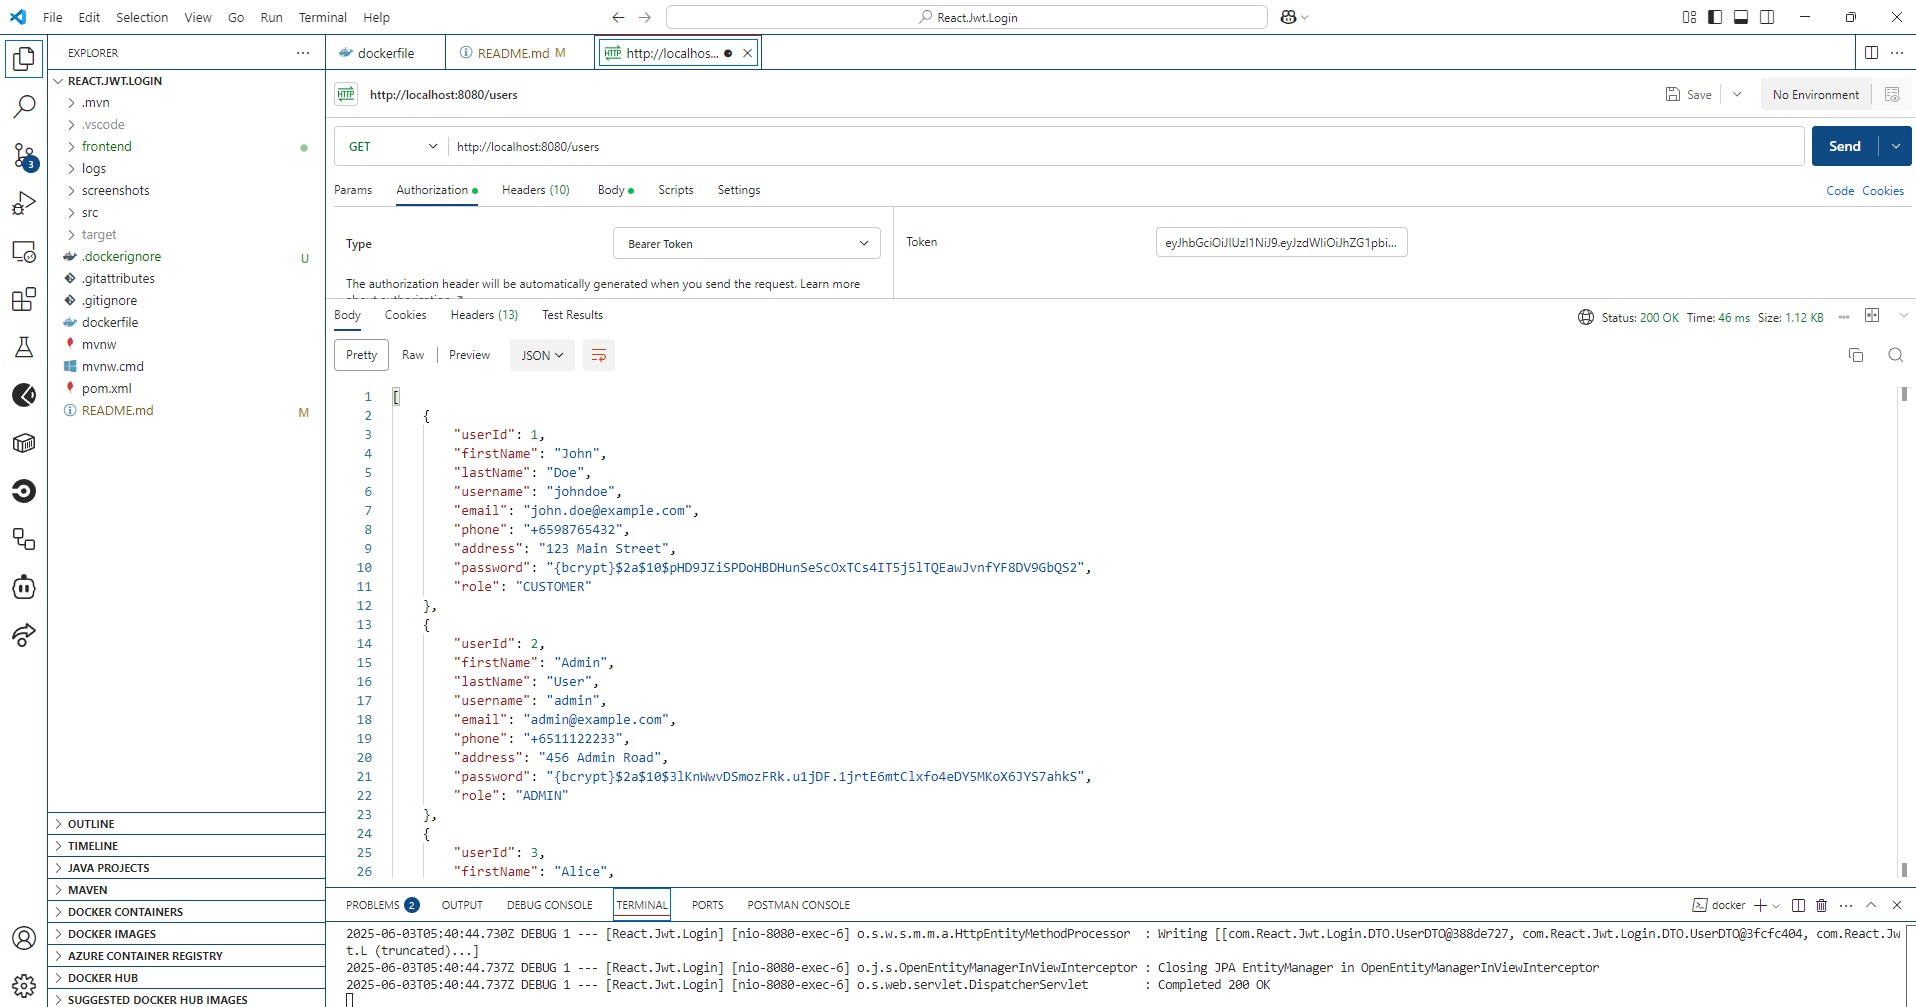 File Edit Selection View Go Run Terminal Help
React.Jwt.Login
EXPLORER
dockerfile
README.md M
http://localhos...
REACT.JWT.LOGIN
.mvn
.vscode
frontend
logs
screenshots
src
target
.dockerignore U
.gitattributes
.gitignore
dockerfile
mvnw
mvnw.cmd
pom.xml
README.md M
3
OUTLINE
TIMELINE
JAVA PROJECTS
MAVEN
DOCKER CONTAINERS
DOCKER IMAGES
AZURE CONTAINER REGISTRY
DOCKER HUB
SUGGESTED DOCKER HUB IMAGES
HTTP http://localhost:8080/users
Save
No Environment
GET http://localhost:8080/users
Send
Params Authorization Headers (10) Body Scripts Settings
Code Cookies
Type Bearer Token
Token eyJhbGciOiJIUzI1NiJ9.eyJzdWIiOiJhZG1pbi...
The authorization header will be automatically generated when you send the request. Learn more
Body Cookies Headers (13) Test Results
Status: 200 OK Time: 46 ms Size: 1.12 KB
Pretty Raw Preview JSON
1 [
2 {
3 "userId": 1,
4 "firstName": "John",
5 "lastName": "Doe",
6 "username": "johndoe",
7 "email": "john.doe@example.com",
8 "phone": "+6598765432",
9 "address": "123 Main Street",
10 "password": "{bcrypt}$2a$10$pHD9JZiSPDoHBDHunSeScOxTCs4IT5j5lTQEawJvnfYF8DV9GbQS2",
11 "role": "CUSTOMER"
12 },
13 {
14 "userId": 2,
15 "firstName": "Admin",
16 "lastName": "User",
17 "username": "admin",
18 "email": "admin@example.com",
19 "phone": "+6511122233",
20 "address": "456 Admin Road",
21 "password": "{bcrypt}$2a$10$3lKnWwvDSmozFRk.u1jDF.1jrtE6mtClxfo4eDY5MKoX6JYS7ahkS",
22 "role": "ADMIN"
23 },
24 {
25 "userId": 3,
26 "firstName": "Alice",
PROBLEMS 2 OUTPUT DEBUG CONSOLE TERMINAL PORTS POSTMAN CONSOLE
docker
2025-06-03T05:40:44.730Z DEBUG 1 --- [React.Jwt.Login] [nio-8080-exec-6] o.s.w.s.m.m.a.HttpEntityMethodProcessor : Writing [[com.React.Jwt.Login.DTO.UserDTO@388de727, com.React.Jwt.Login.DTO.UserDTO@3fcfc404, com.React.Jw
t.L (truncated)...]
2025-06-03T05:40:44.737Z DEBUG 1 --- [React.Jwt.Login] [nio-8080-exec-6] o.j.s.OpenEntityManagerInViewInterceptor : Closing JPA EntityManager in OpenEntityManagerInViewInterceptor
2025-06-03T05:40:44.737Z DEBUG 1 --- [React.Jwt.Login] [nio-8080-exec-6] o.s.web.servlet.DispatcherServlet : Completed 200 OK